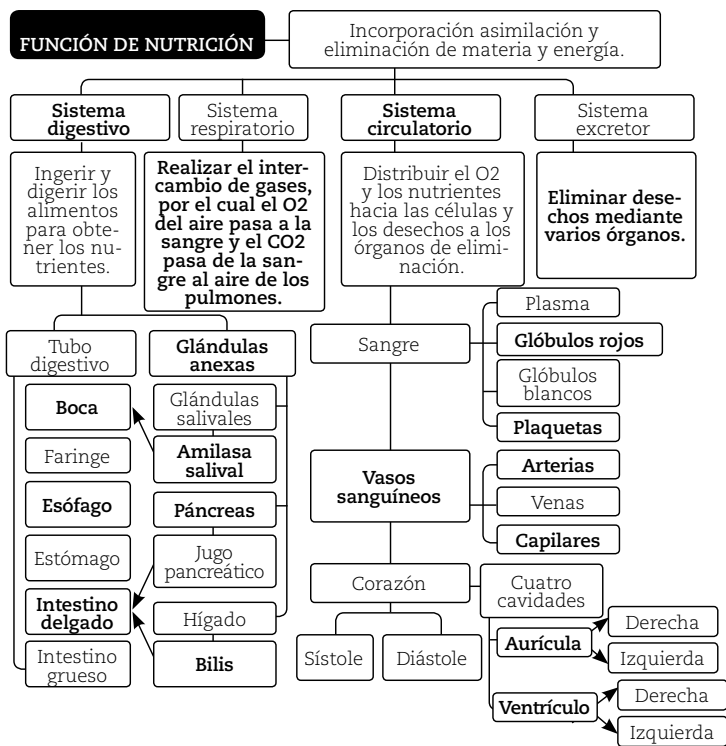 FUNCIÓN DE NUTRICIÓN
Incorporación asimilación y
eliminación de materia y energía.
Sistema
digestivo
Sistema
respiratorio
Sistema
circulatorio
Sistema
excretor
Ingerir y
digerir los
alimentos
para obte-
ner los nu-
trientes.
Realizar el inter-
cambio de gases,
por el cual el O2
del aire pasa a la
sangre y el CO2
pasa de la san-
gre al aire de los
pulmones.
Distribuir el O2
y los nutrientes
hacia las células y
los desechos a los
órganos de elimi-
nación.
Eliminar dese-
chos mediante
varios órganos.
Tubo
digestivo
Glándulas
anexas
Boca
Faringe
Esófago
Estómago
Intestino
delgado
Intestino
grueso
Glándulas
salivales
Amilasa
salival
Páncreas
Jugo
pancreático
Hígado
Bilis
Sangre
Plasma
Glóbulos rojos
Glóbulos
blancos
Plaquetas
Vasos
sanguíneos
Arterias
Venas
Capilares
Corazón
Sístole
Diástole
Cuatro
cavidades
Aurícula
Derecha
Izquierda
Ventrículo
Derecha
Izquierda